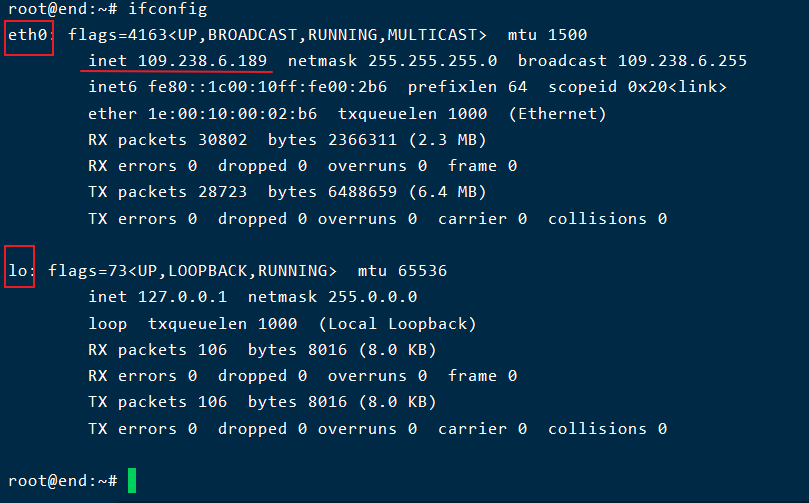 root@end:~# ifconfig
eth0: flags=4163<UP,BROADCAST,RUNNING,MULTICAST>  mtu 1500
        inet 109.238.6.189  netmask 255.255.255.0  broadcast 109.238.6.255
        inet6 fe80::1c00:10ff:fe00:2b6  prefixlen 64  scopeid 0x20<link>
        ether 1e:00:10:00:02:b6  txqueuelen 1000  (Ethernet)
        RX packets 30802  bytes 2366311 (2.3 MB)
        RX errors 0  dropped 0  overruns 0  frame 0
        TX packets 28723  bytes 6488659 (6.4 MB)
        TX errors 0  dropped 0 overruns 0  carrier 0  collisions 0

lo: flags=73<UP,LOOPBACK,RUNNING>  mtu 65536
        inet 127.0.0.1  netmask 255.0.0.0
        loop  txqueuelen 1000  (Local Loopback)
        RX packets 106  bytes 8016 (8.0 KB)
        RX errors 0  dropped 0  overruns 0  frame 0
        TX packets 106  bytes 8016 (8.0 KB)
        TX errors 0  dropped 0 overruns 0  carrier 0  collisions 0

root@end:~#